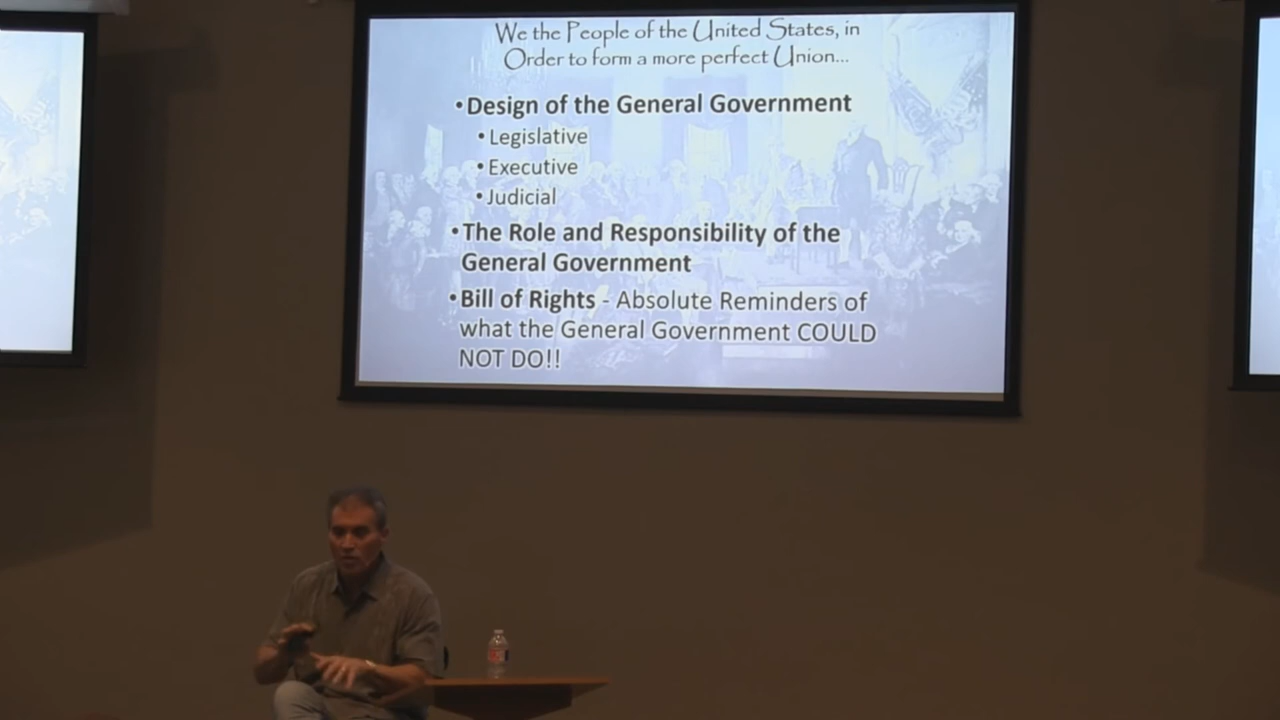 We the People of the United States, in
Order to form a more perfect Union...
•Design of the General Government
•Legislative
•Executive
•Judicial
•The Role and Responsibility of the
General Government
•Bill of Rights - Absolute Reminders of
what the General Government COULD
NOT DO!!